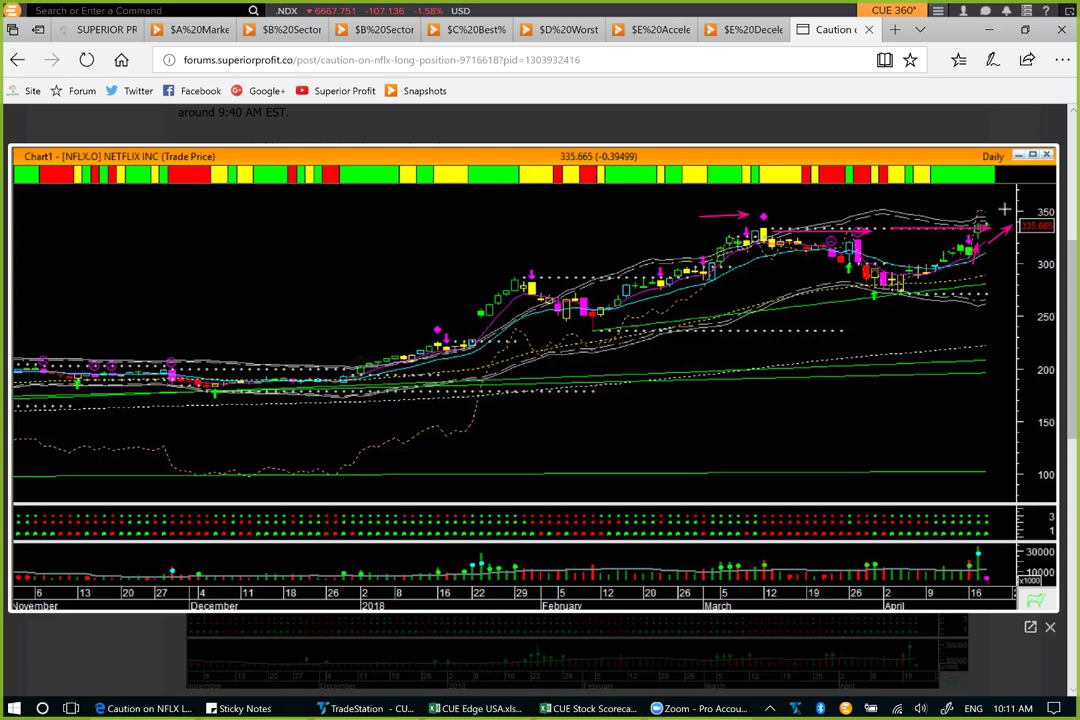 Search or Enter a Command
.NDX 6667.751 -107.136 -1.58% USD
CUE 360°
SUPERIOR PR
$A%20Marke
$B%20Sector
$B%20Sector
$C%20Best%
$D%20Worst
$E%20Accele
$E%20Decele
Caution c
forums.superiorprofit.co/post/caution-on-nflx-long-position-9716618?pid=1303932416
Site
Forum
Twitter
Facebook
Google+
Superior Profit
Snapshots
around 9:40 AM EST.
Chart1 - [NFLX.O] NETFLIX INC (Trade Price)
335.665 (-0.39499)
Daily
350
335.665
300
250
200
150
100
3
1
30000
10000
x1000
6 13 20 27 4 11 18 26 2 8 16 22 29 5 12 20 26 5 12 19 26 2 9 16
November December 2018 February March April
Caution on NFLX L...
Sticky Notes
TradeStation - CU...
CUE Edge USA.xls...
CUE Stock Scoreca...
Zoom - Pro Accou...
ENG
10:11 AM